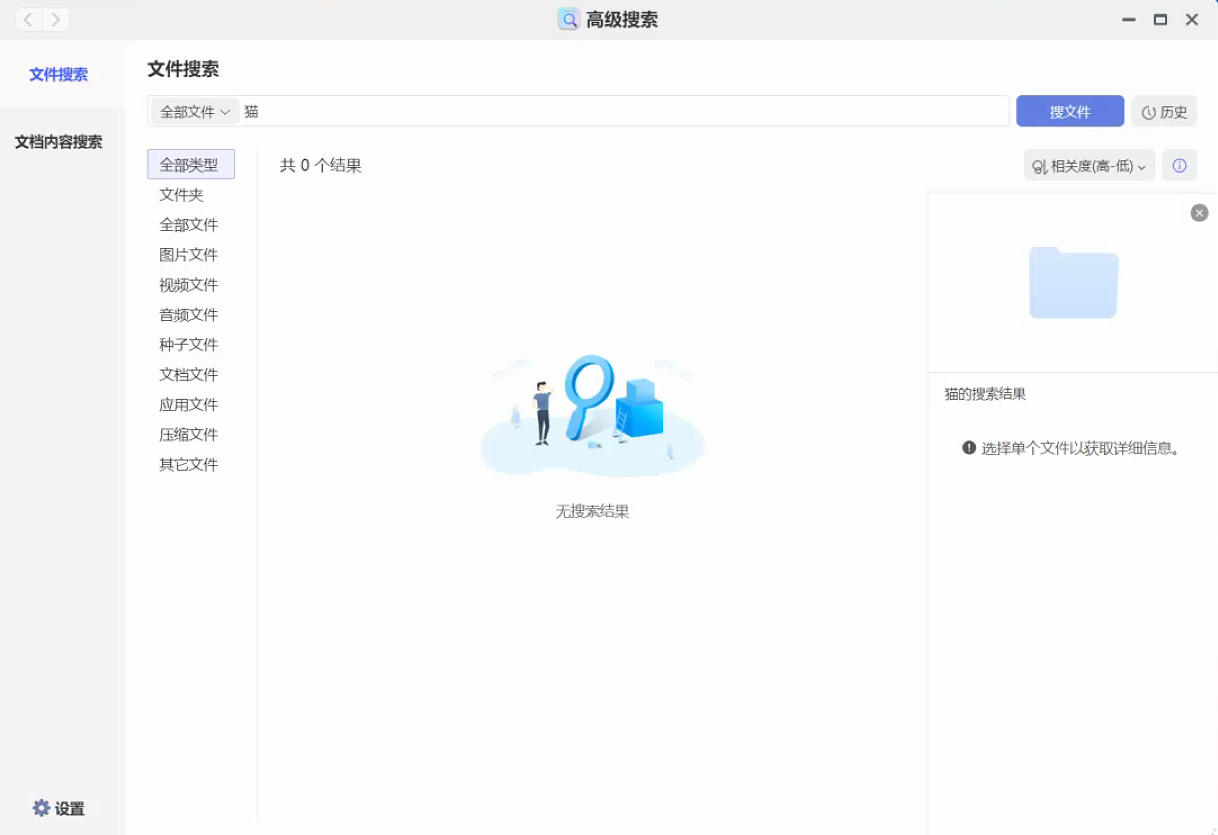 高级搜索
文件搜索
文档内容搜索
设置
文件搜索
全部文件
猫
搜文件
历史
全部类型
文件夹
全部文件
图片文件
视频文件
音频文件
种子文件
文档文件
应用文件
压缩文件
其它文件
共 0 个结果
相关度(高-低)
无搜索结果
猫的搜索结果
选择单个文件以获取详细信息。